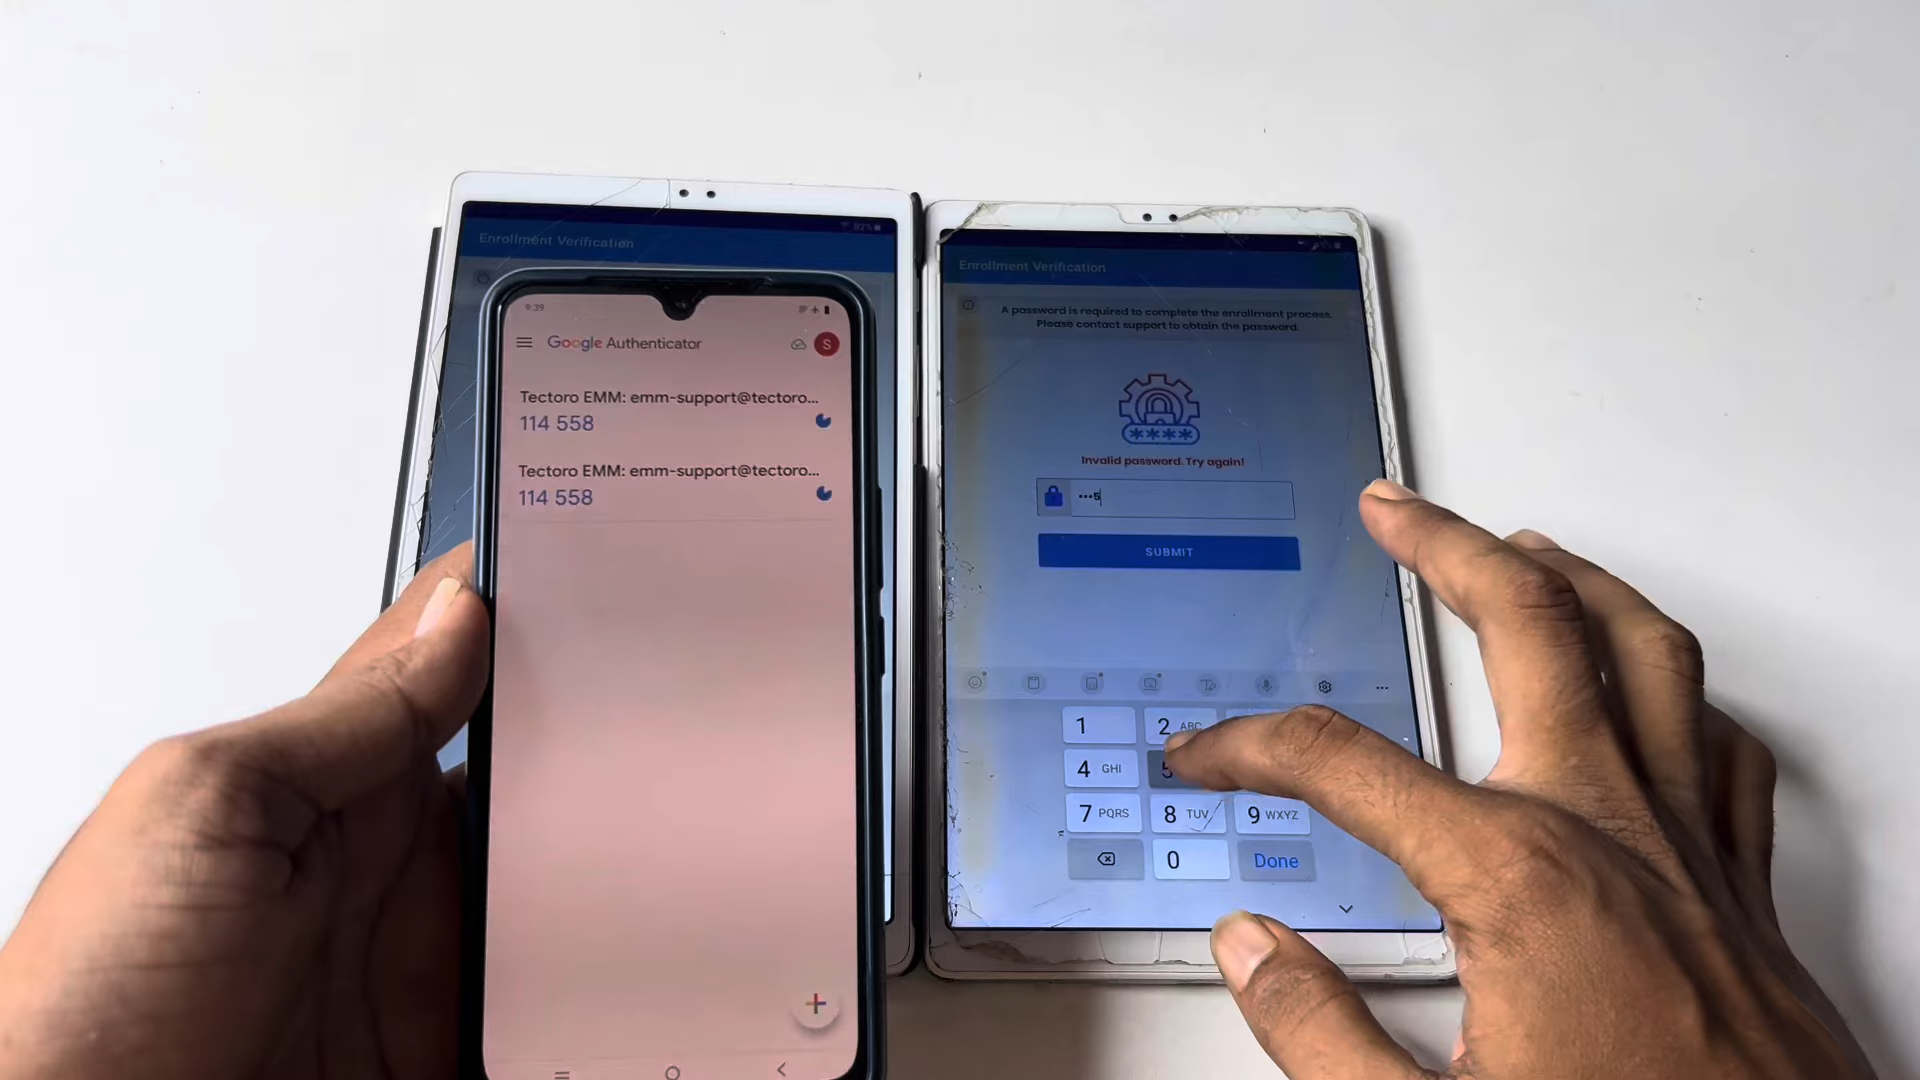 Enrollment Verification
9:39
Google Authenticator
S
Tectoro EMM: emm-support@tectoro...
114 558
Tectoro EMM: emm-support@tectoro...
114 558
Enrollment Verification
A password is required to complete the enrollment process.
Please contact support to obtain the password.
****
Invalid password. Try again!
•••5
SUBMIT
1 2 ABC
4 GHI 5
7 PQRS 8 TUV 9 WXYZ
0 Done